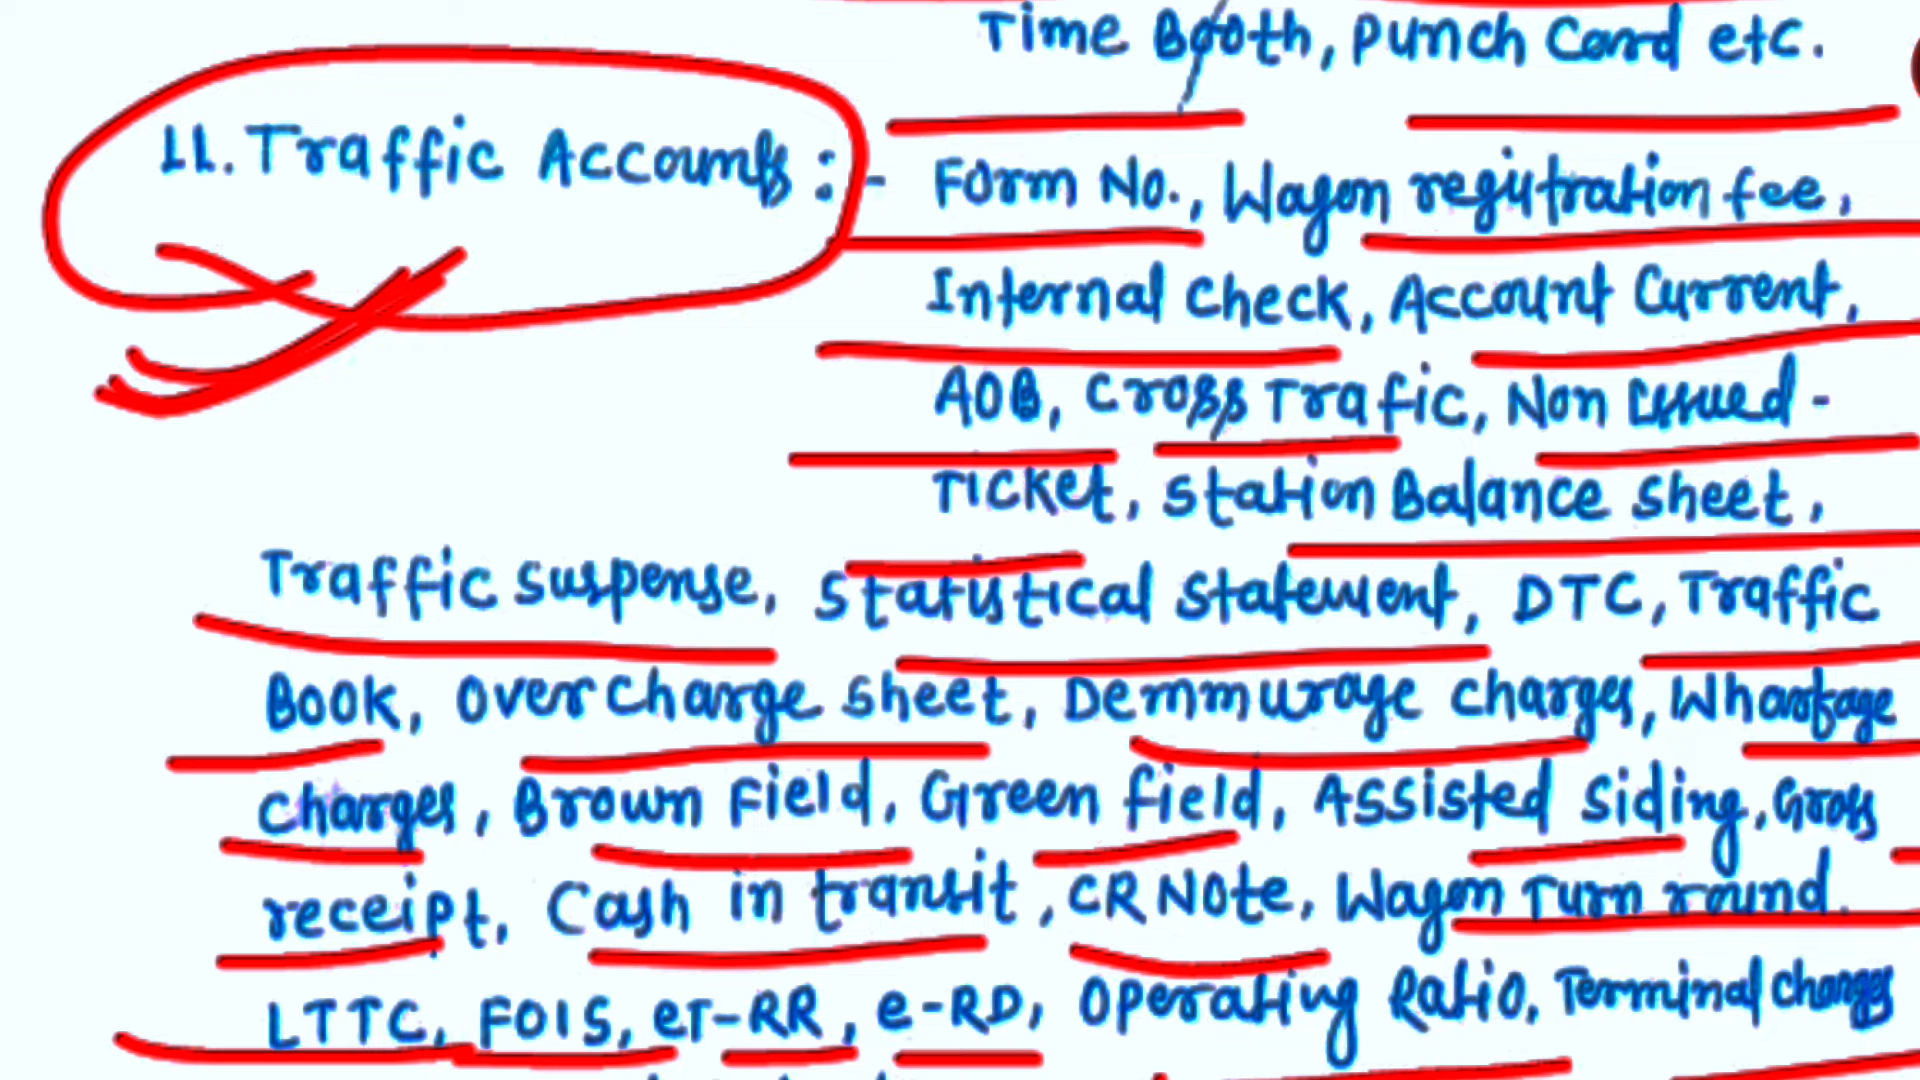 Time Booth, Punch Card etc.
11. Traffic Accounts :- Form No., Wagon registration fee,
Internal Check, Account Current,
AOB, Cross Trafic, Non Issued-
Ticket, Station Balance Sheet,
Traffic Suspense, Statistical Statement, DTC, Traffic
Book, Over Charge Sheet, Demmurage Charges, Wharfage
Charges, Brown Field, Green field, Assisted Siding, Gross
receipt, Cash in transit, CR Note, Wagon Turn round.
LTTC, FOIS, eT-RR, e-RD, Operating Ratio, Terminal Charges